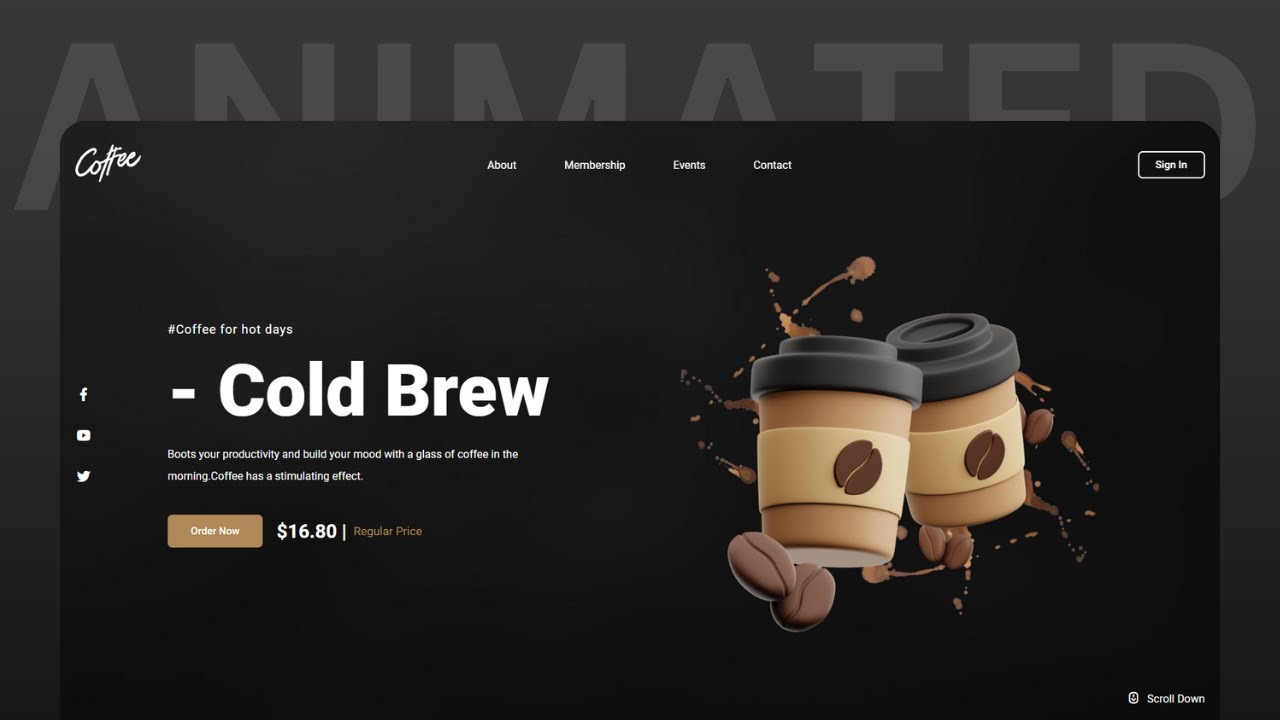 ANIMATED
Coffee
About
Membership
Events
Contact
Sign In
#Coffee for hot days
- Cold Brew
Boots your productivity and build your mood with a glass of coffee in the
morning.Coffee has a stimulating effect.
Order Now
$16.80 | Regular Price
Scroll Down